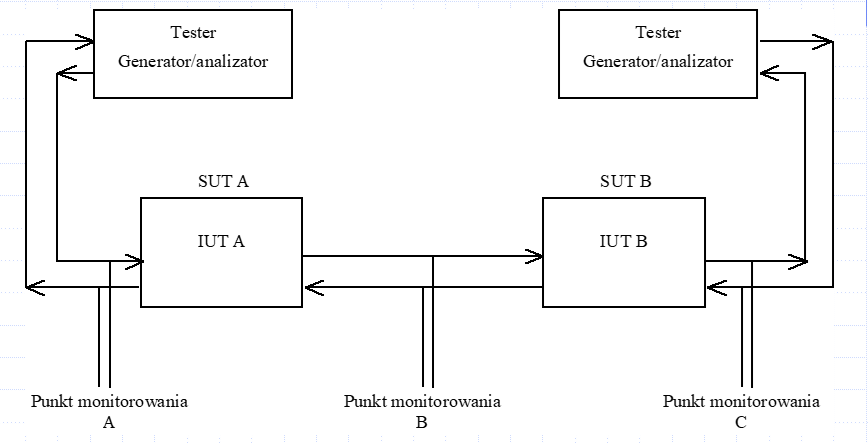 Tester
Generator/analizator
Tester
Generator/analizator
SUT A
SUT B
IUT A
IUT B
Punkt monitorowania
A
Punkt monitorowania
B
Punkt monitorowania
C